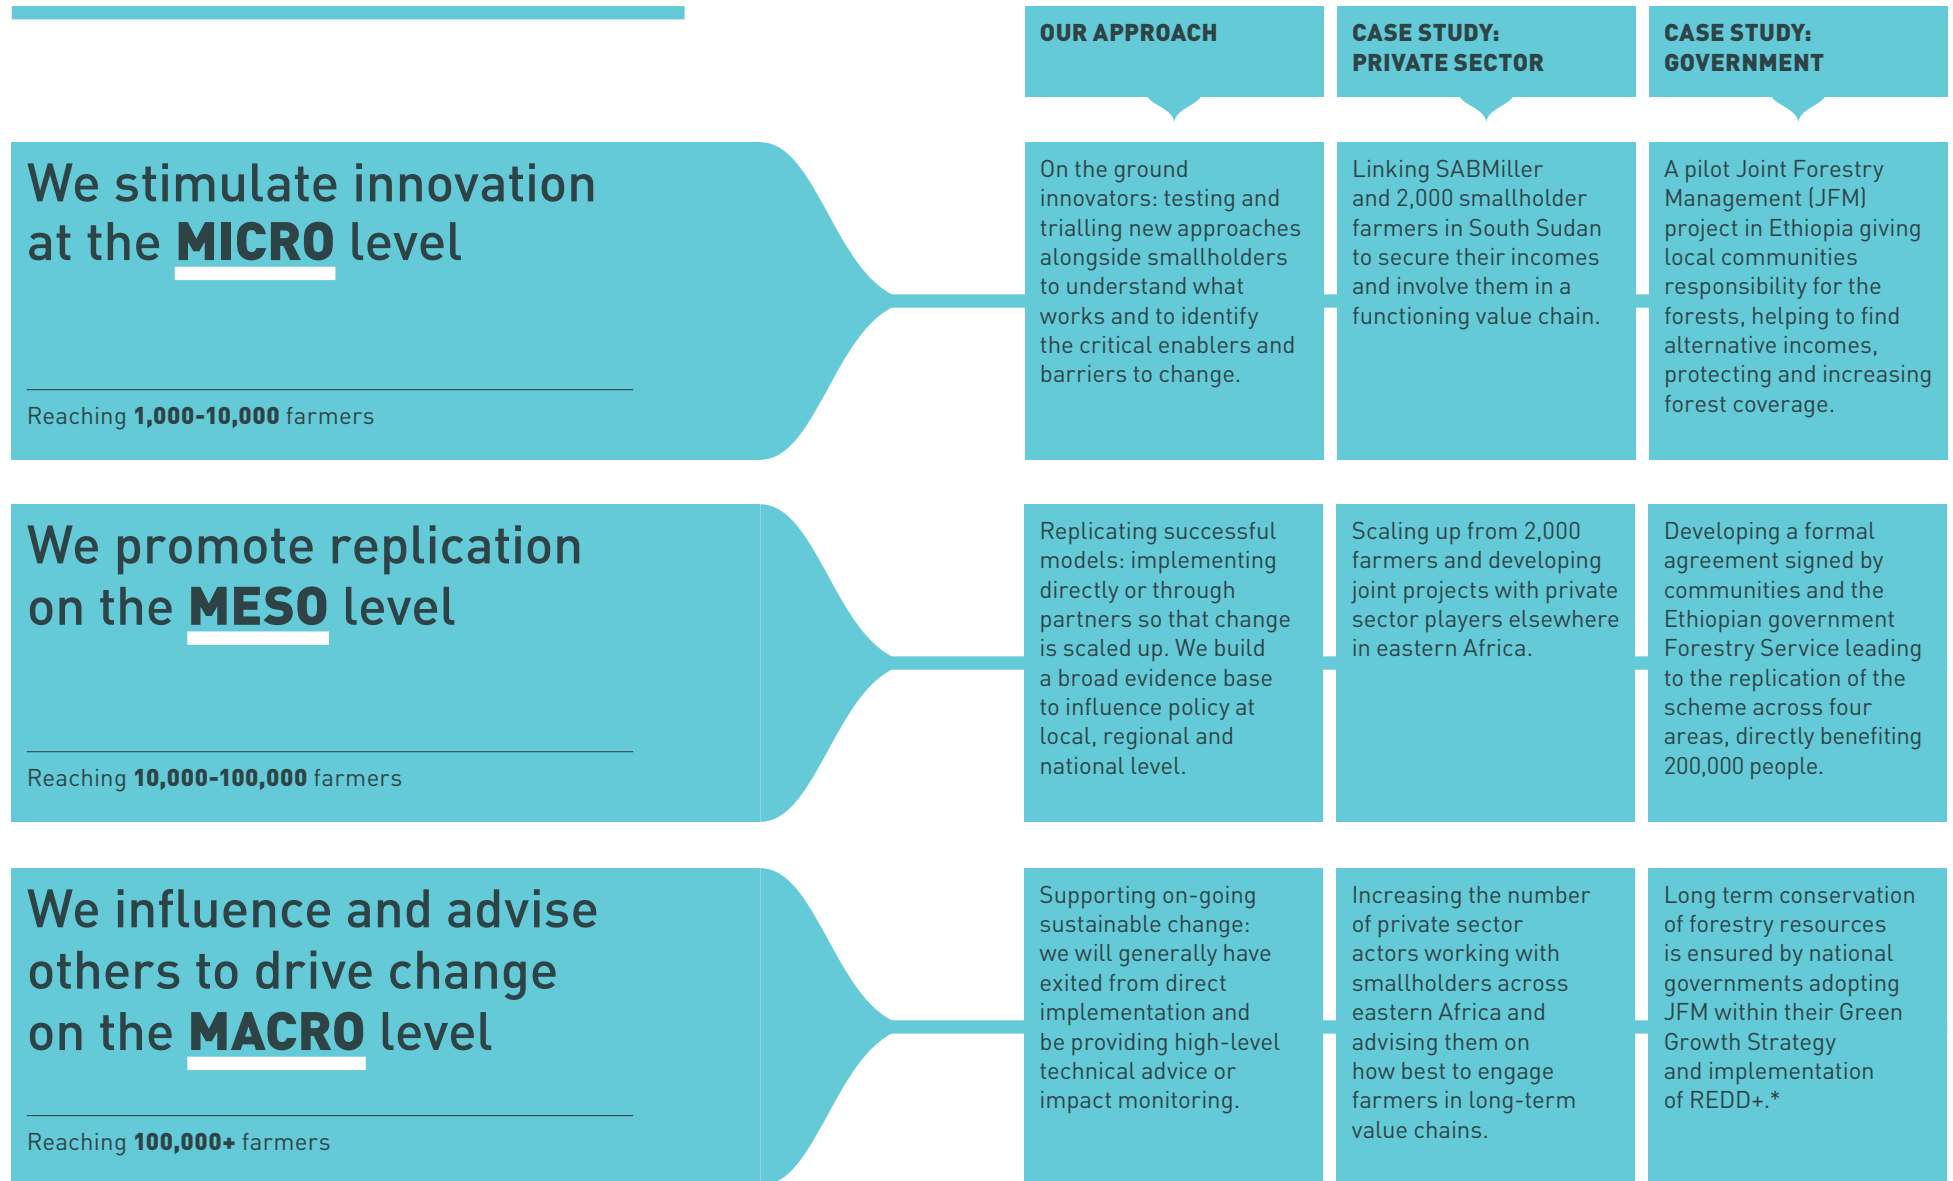 OUR APPROACH
CASE STUDY:
PRIVATE SECTOR
CASE STUDY:
GOVERNMENT
We stimulate innovation
at the MICRO level
Reaching 1,000-10,000 farmers
On the ground
innovators: testing and
trialling new approaches
alongside smallholders
to understand what
works and to identify
the critical enablers and
barriers to change.
Linking SABMiller
and 2,000 smallholder
farmers in South Sudan
to secure their incomes
and involve them in a
functioning value chain.
A pilot Joint Forestry
Management (JFM)
project in Ethiopia giving
local communities
responsibility for the
forests, helping to find
alternative incomes,
protecting and increasing
forest coverage.
We promote replication
on the MESO level
Reaching 10,000-100,000 farmers
Replicating successful
models: implementing
directly or through
partners so that change
is scaled up. We build
a broad evidence base
to influence policy at
local, regional and
national level.
Scaling up from 2,000
farmers and developing
joint projects with private
sector players elsewhere
in eastern Africa.
Developing a formal
agreement signed by
communities and the
Ethiopian government
Forestry Service leading
to the replication of the
scheme across four
areas, directly benefiting
200,000 people.
We influence and advise
others to drive change
on the MACRO level
Reaching 100,000+ farmers
Supporting on-going
sustainable change:
we will generally have
exited from direct
implementation and
be providing high-level
technical advice or
impact monitoring.
Increasing the number
of private sector
actors working with
smallholders across
eastern Africa and
advising them on
how best to engage
farmers in long-term
value chains.
Long term conservation
of forestry resources
is ensured by national
governments adopting
JFM within their Green
Growth Strategy
and implementation
of REDD+.*